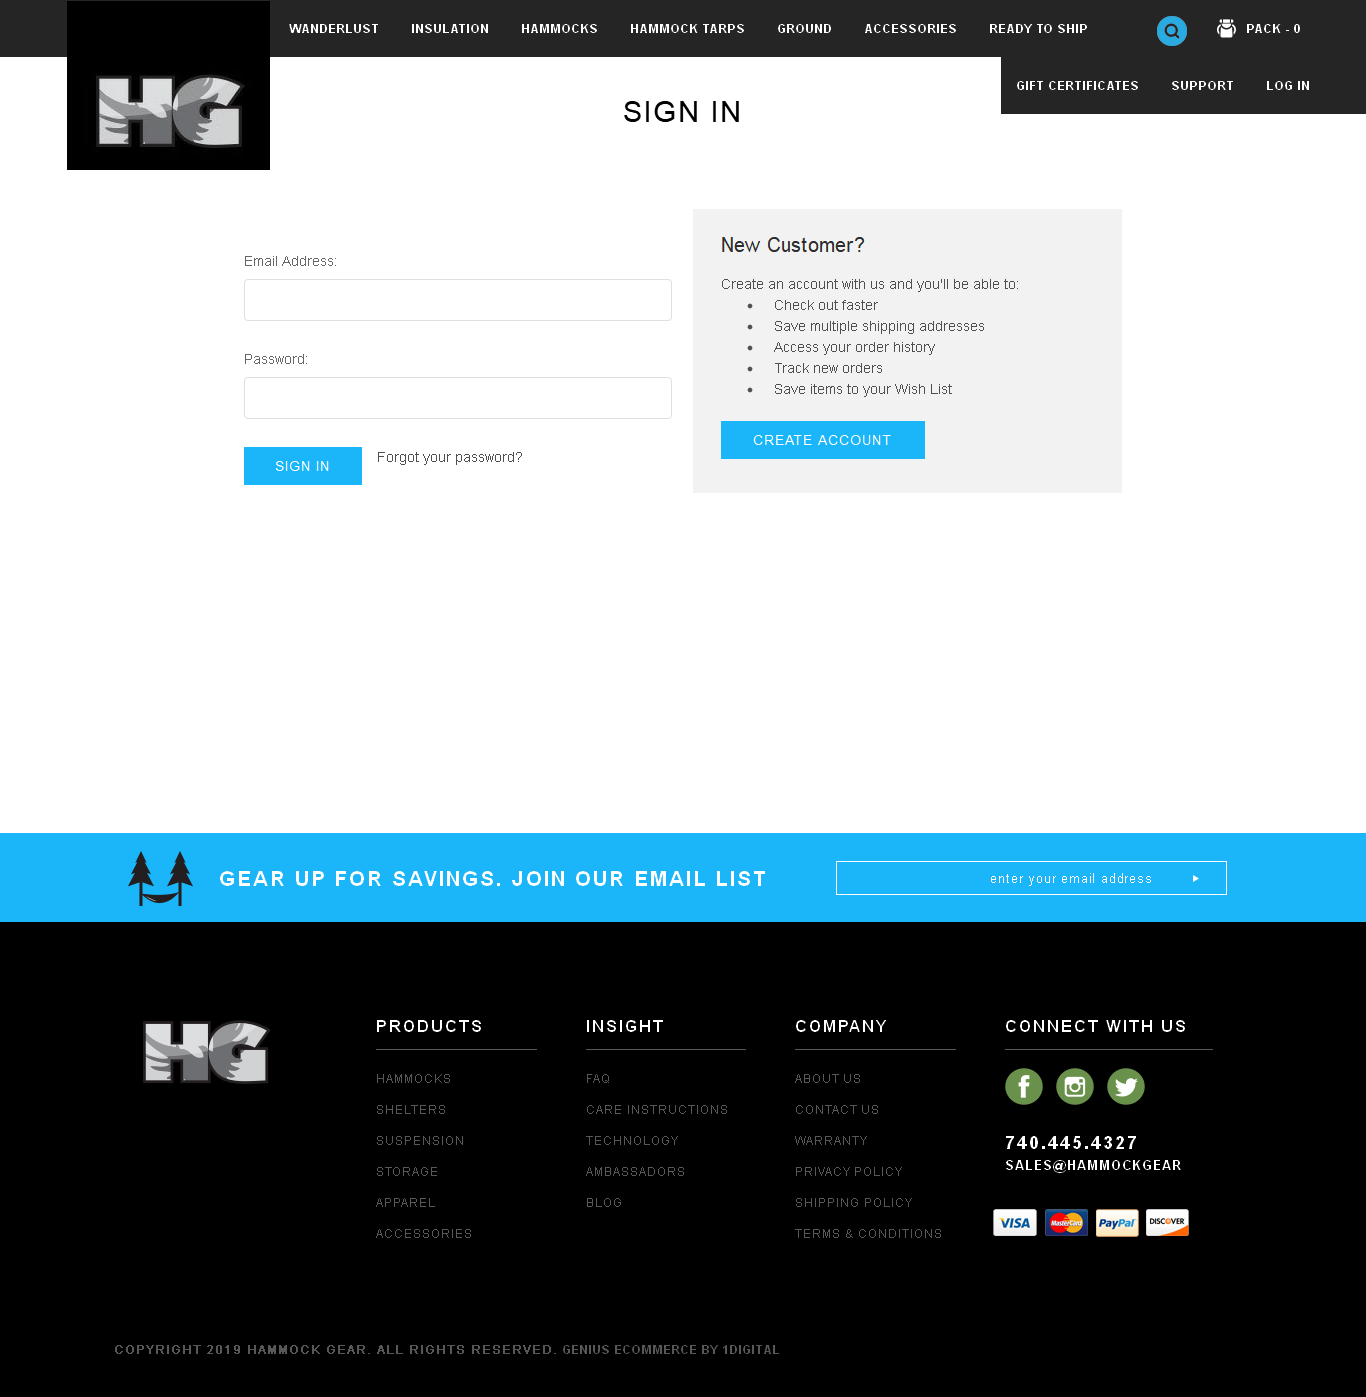 WANDERLUST INSULATION HAMMOCKS HAMMOCK TARPS GROUND ACCESSORIES READY TO SHIP PACK - 0
GIFT CERTIFICATES SUPPORT LOG IN
HG
SIGN IN
Email Address:
Password:
SIGN IN Forgot your password?
New Customer?
Create an account with us and you'll be able to:
• Check out faster
• Save multiple shipping addresses
• Access your order history
• Track new orders
• Save items to your Wish List
CREATE ACCOUNT
GEAR UP FOR SAVINGS. JOIN OUR EMAIL LIST enter your email address
HG
PRODUCTS
HAMMOCKS
SHELTERS
SUSPENSION
STORAGE
APPAREL
ACCESSORIES
INSIGHT
FAQ
CARE INSTRUCTIONS
TECHNOLOGY
AMBASSADORS
BLOG
COMPANY
ABOUT US
CONTACT US
WARRANTY
PRIVACY POLICY
SHIPPING POLICY
TERMS & CONDITIONS
CONNECT WITH US
740.445.4327
SALES@HAMMOCKGEAR
VISA MasterCard PayPal DISCOVER
COPYRIGHT 2019 HAMMOCK GEAR. ALL RIGHTS RESERVED. GENIUS ECOMMERCE BY 1DIGITAL